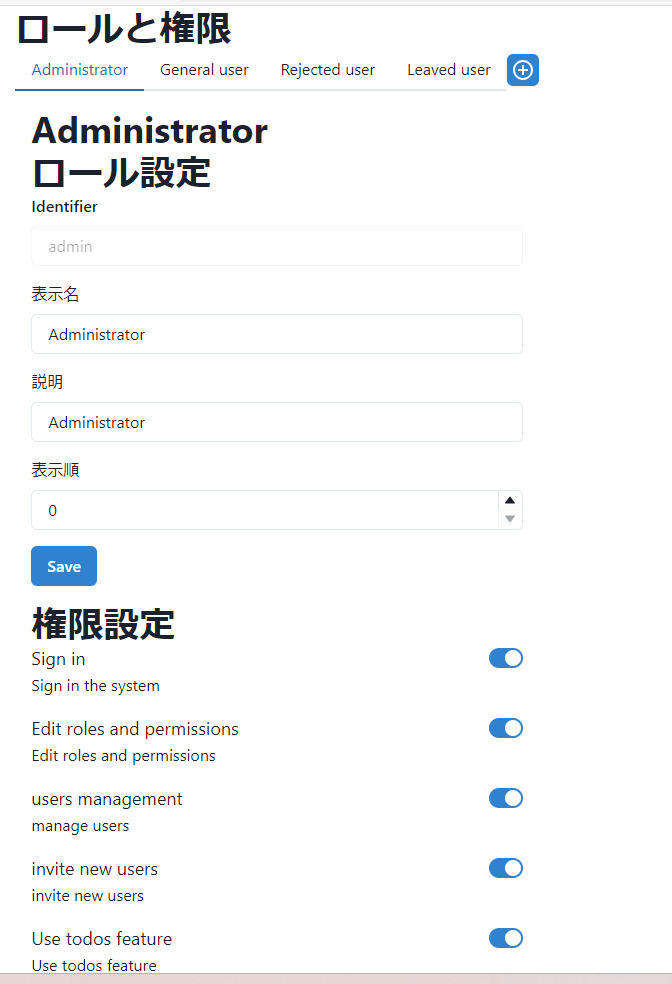 ロールと権限
Administrator General user Rejected user Leaved user
Administrator
ロール設定
Identifier
admin
表示名
Administrator
説明
Administrator
表示順
0
Save
権限設定
Sign in
Sign in the system
Edit roles and permissions
Edit roles and permissions
users management
manage users
invite new users
invite new users
Use todos feature
Use todos feature